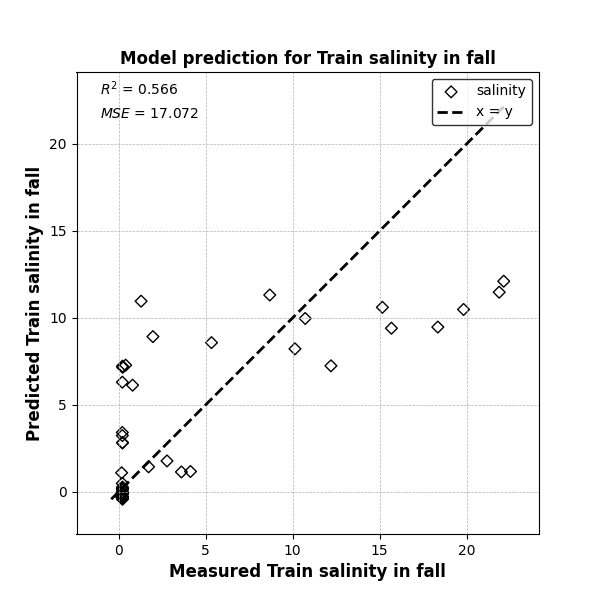 Model prediction for Train salinity in fall
R² = 0.566
MSE = 17.072
salinity
x = y
Predicted Train salinity in fall
20
15
10
5
0
0 5 10 15 20
Measured Train salinity in fall